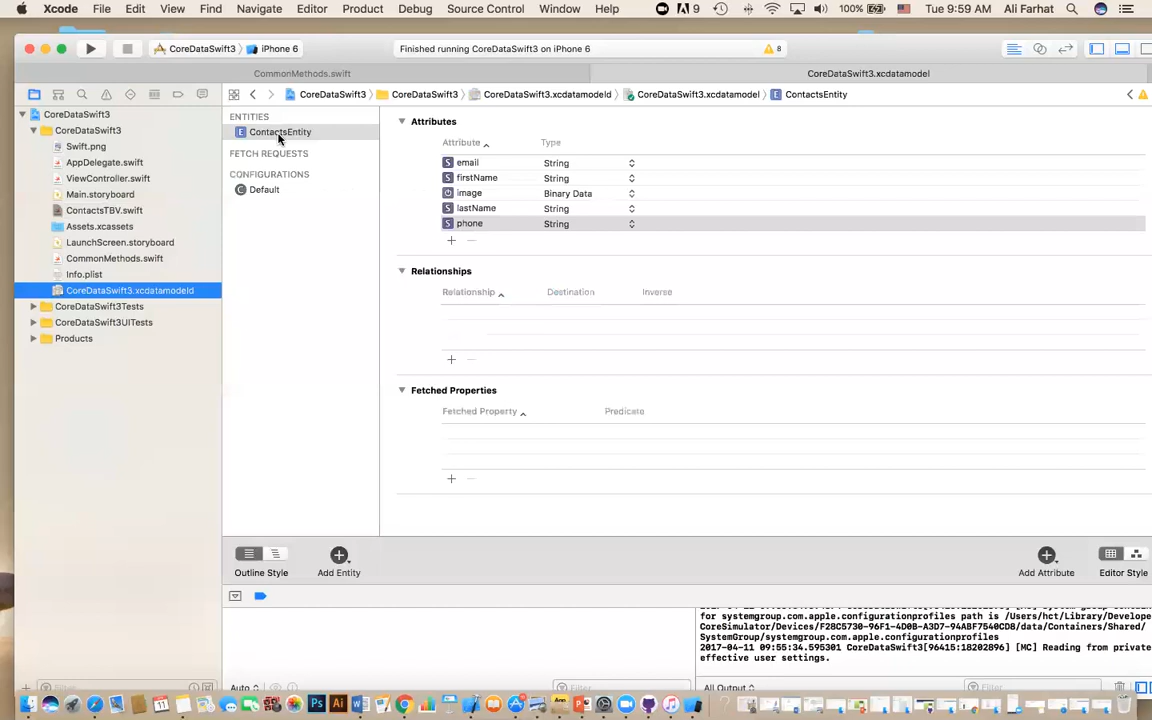 Xcode File Edit View Find Navigate Editor Product Debug Source Control Window Help 9 100% Tue 9:59 AM Ali Farhat
CoreDataSwift3 iPhone 6 Finished running CoreDataSwift3 on iPhone 6 8
CommonMethods.swift CoreDataSwift3.xcdatamodel
CoreDataSwift3 CoreDataSwift3 CoreDataSwift3.xcdatamodeld CoreDataSwift3.xcdatamodel E ContactsEntity
CoreDataSwift3
CoreDataSwift3
Swift.png
AppDelegate.swift
ViewController.swift
Main.storyboard
ContactsTBV.swift
Assets.xcassets
LaunchScreen.storyboard
CommonMethods.swift
Info.plist
CoreDataSwift3.xcdatamodeld
CoreDataSwift3Tests
CoreDataSwift3UITests
Products
ENTITIES
E ContactsEntity
FETCH REQUESTS
CONFIGURATIONS
C Default
Attributes
Attribute Type
S email String
S firstName String
image Binary Data
S lastName String
S phone String
+ −
Relationships
Relationship Destination Inverse
+ −
Fetched Properties
Fetched Property Predicate
+ −
Outline Style Add Entity Add Attribute Editor Style
for systemgroup.com.apple.configurationprofiles path is /Users/hct/Library/Develope
CoreSimulator/Devices/F28C5730-96F1-4D0B-A3D7-94ABF7540CDB/data/Containers/Shared/
SystemGroup/systemgroup.com.apple.configurationprofiles
2017-04-11 09:55:34.595301 CoreDataSwift3[96415:18202896] [MC] Reading from private
effective user settings.
Filter Auto Filter All Output Filter
Ps Ai W